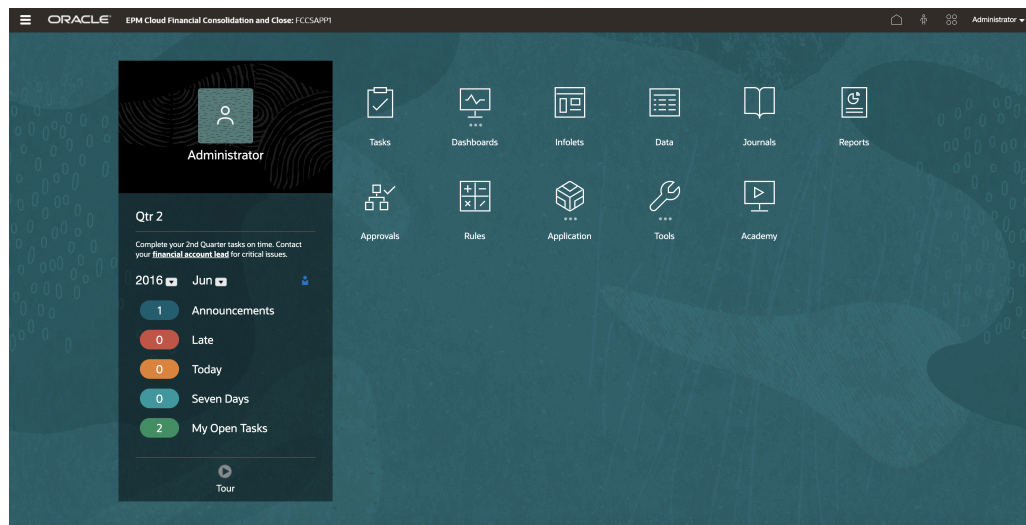 ORACLE EPM Cloud Financial Consolidation and Close: FCCSAPP1 Administrator
Administrator
Qtr 2
Complete your 2nd Quarter tasks on time. Contact
your financial account lead for critical issues.
2016 Jun
1 Announcements
0 Late
0 Today
0 Seven Days
2 My Open Tasks
Tour
Tasks Dashboards Infolets Data Journals Reports
Approvals Rules Application Tools Academy